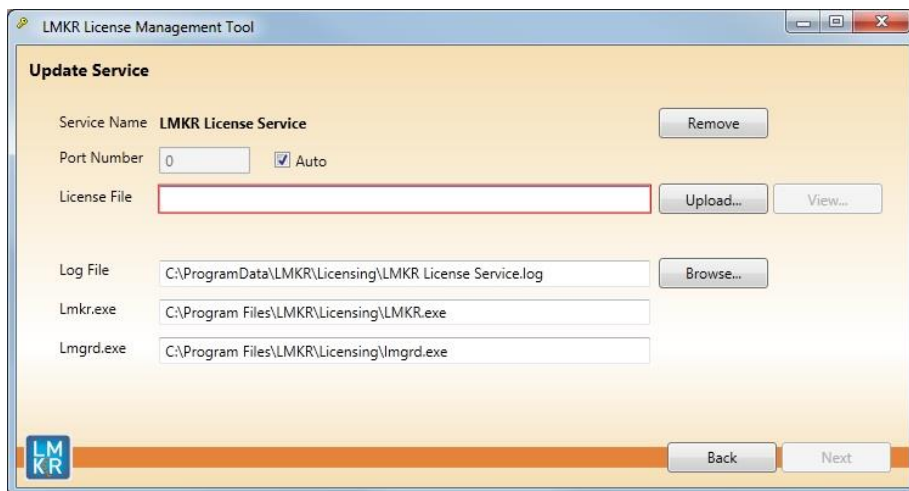 LMKR License Management Tool
Update Service
Service Name LMKR License Service Remove
Port Number 0 Auto
License File Upload... View...
Log File C:\ProgramData\LMKR\Licensing\LMKR License Service.log Browse...
Lmkr.exe C:\Program Files\LMKR\Licensing\LMKR.exe
Lmgrd.exe C:\Program Files\LMKR\Licensing\lmgrd.exe
LM
KR
Back Next